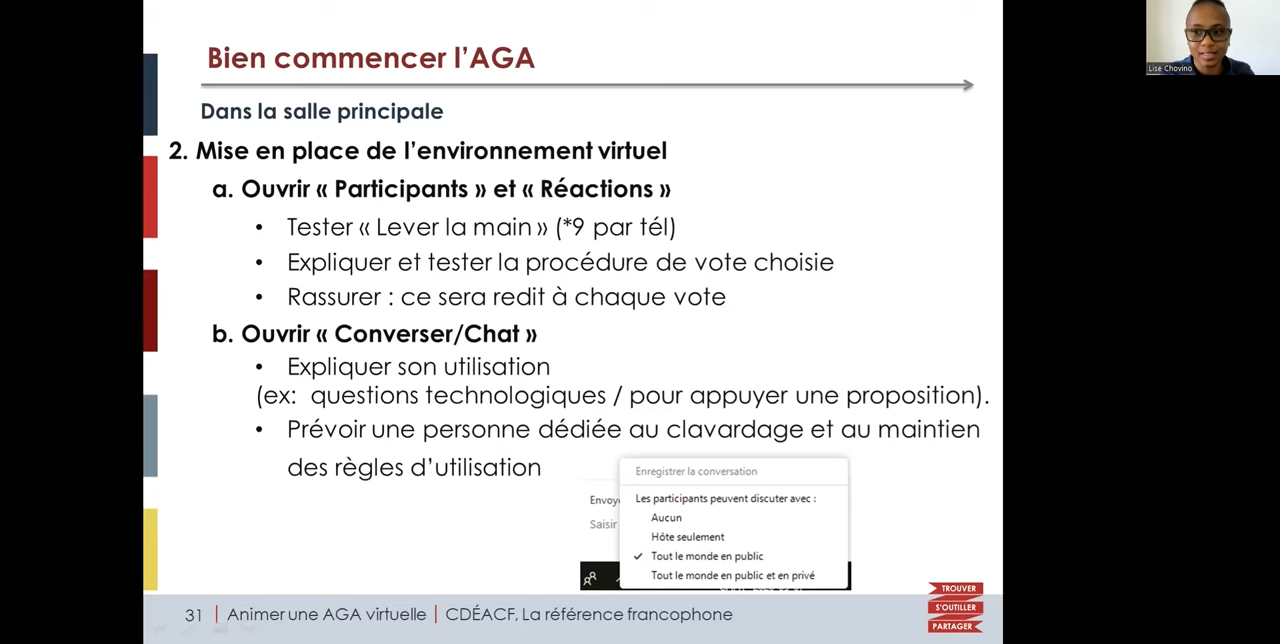 Bien commencer l'AGA
Lise Chovino
Dans la salle principale
2. Mise en place de l'environnement virtuel
a. Ouvrir « Participants » et « Réactions »
• Tester « Lever la main » (*9 par tél)
• Expliquer et tester la procédure de vote choisie
• Rassurer : ce sera redit à chaque vote
b. Ouvrir « Converser/Chat »
• Expliquer son utilisation
(ex: questions technologiques / pour appuyer une proposition).
• Prévoir une personne dédiée au clavardage et au maintien
des règles d'utilisation
Enregistrer la conversation
Les participants peuvent discuter avec :
Envoye
Aucun
Saisir
Hôte seulement
✓ Tout le monde en public
Tout le monde en public et en privé
31 | Animer une AGA virtuelle | CDÉACF, La référence francophone
TROUVER
S'OUTILLER
PARTAGER